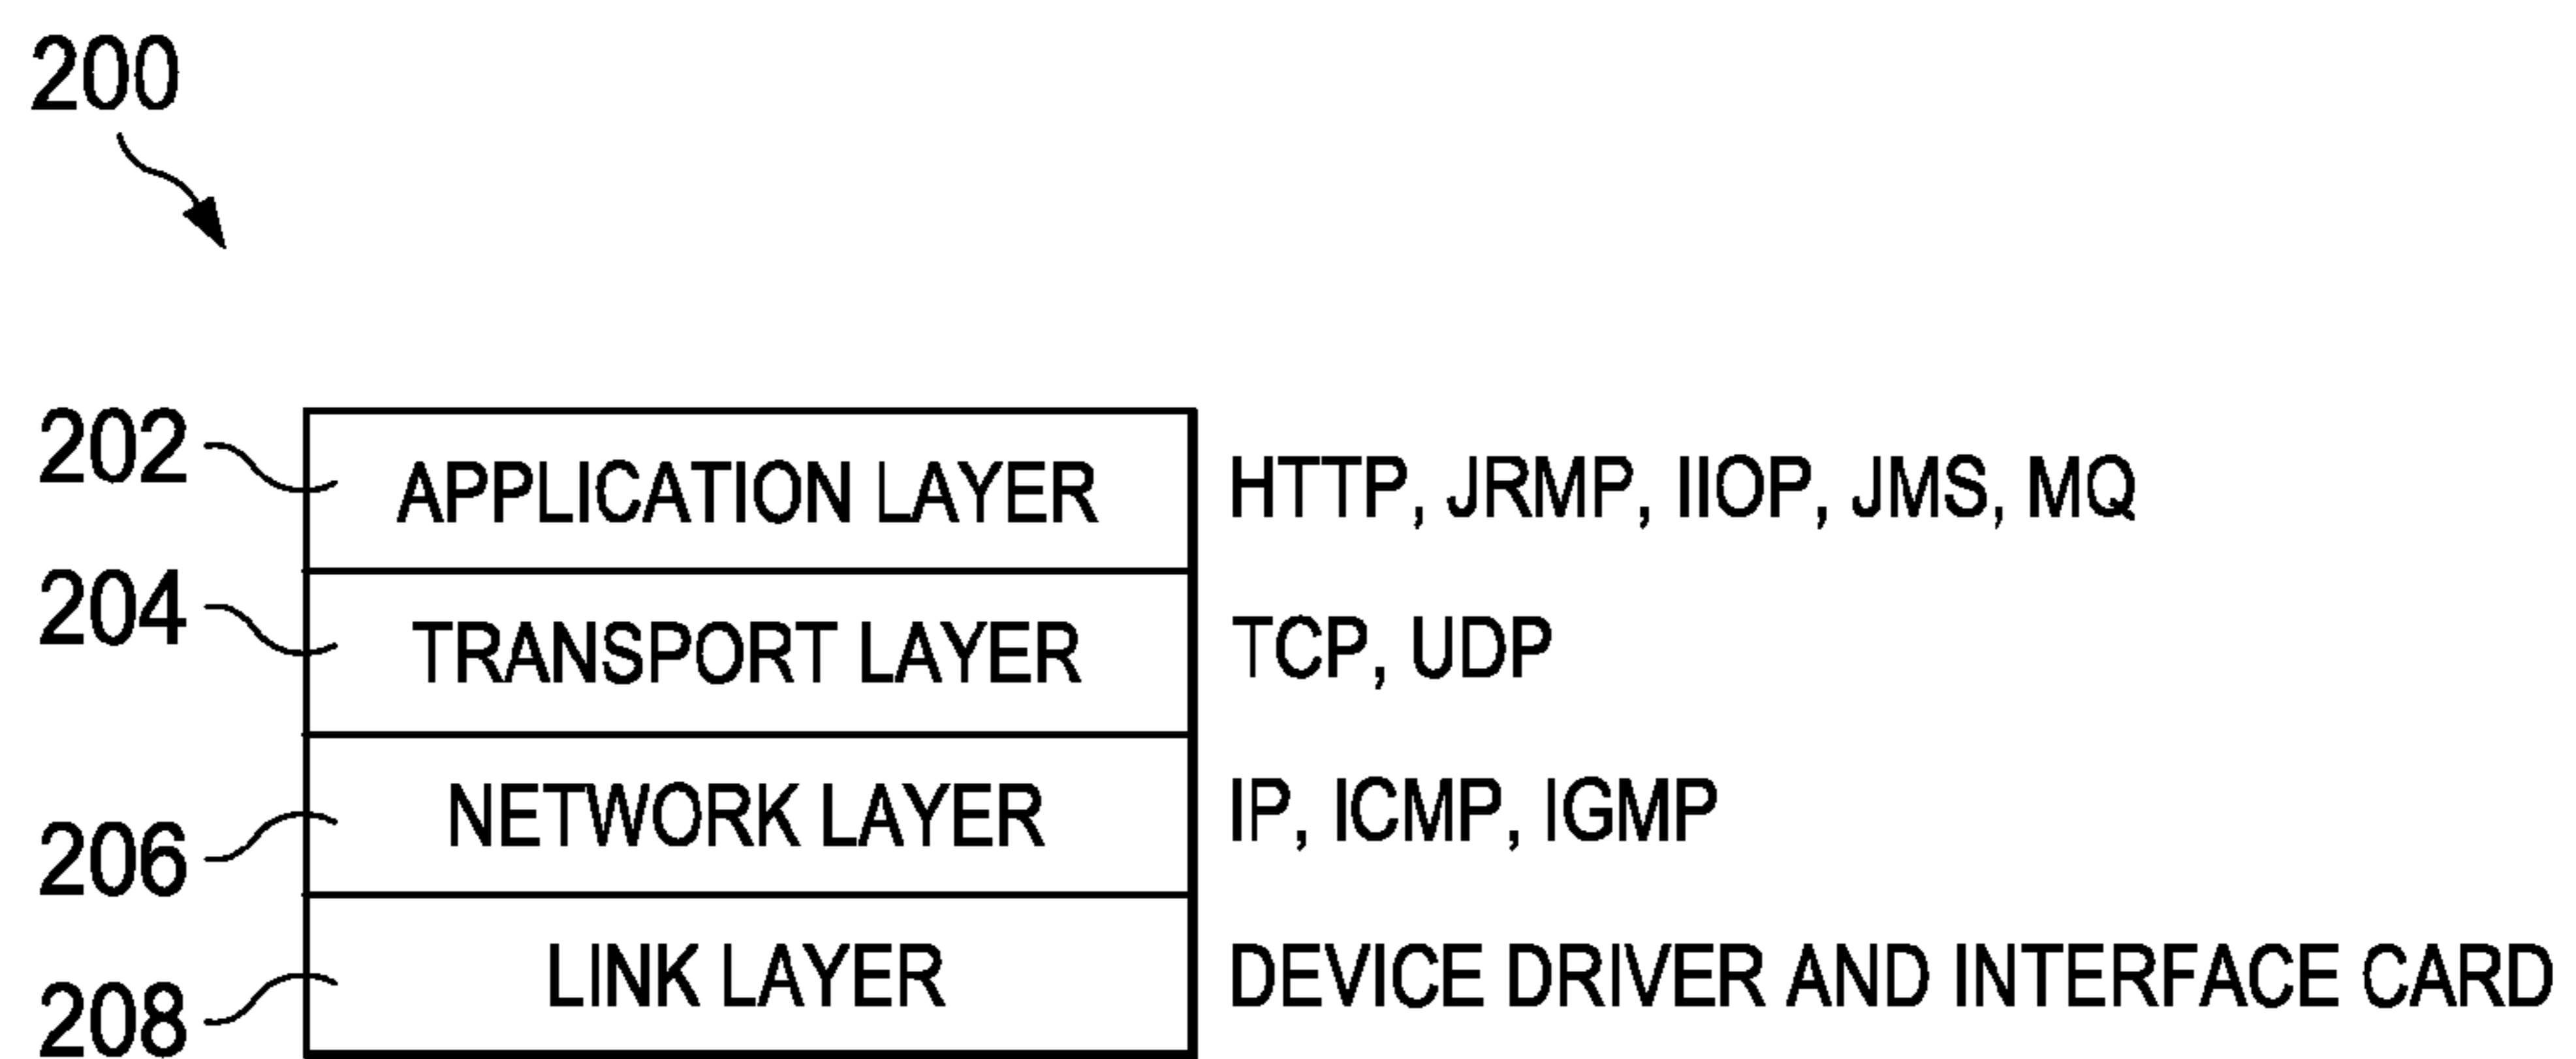 200
202 APPLICATION LAYER HTTP, JRMP, IIOP, JMS, MQ
204 TRANSPORT LAYER TCP, UDP
206 NETWORK LAYER IP, ICMP, IGMP
208 LINK LAYER DEVICE DRIVER AND INTERFACE CARD